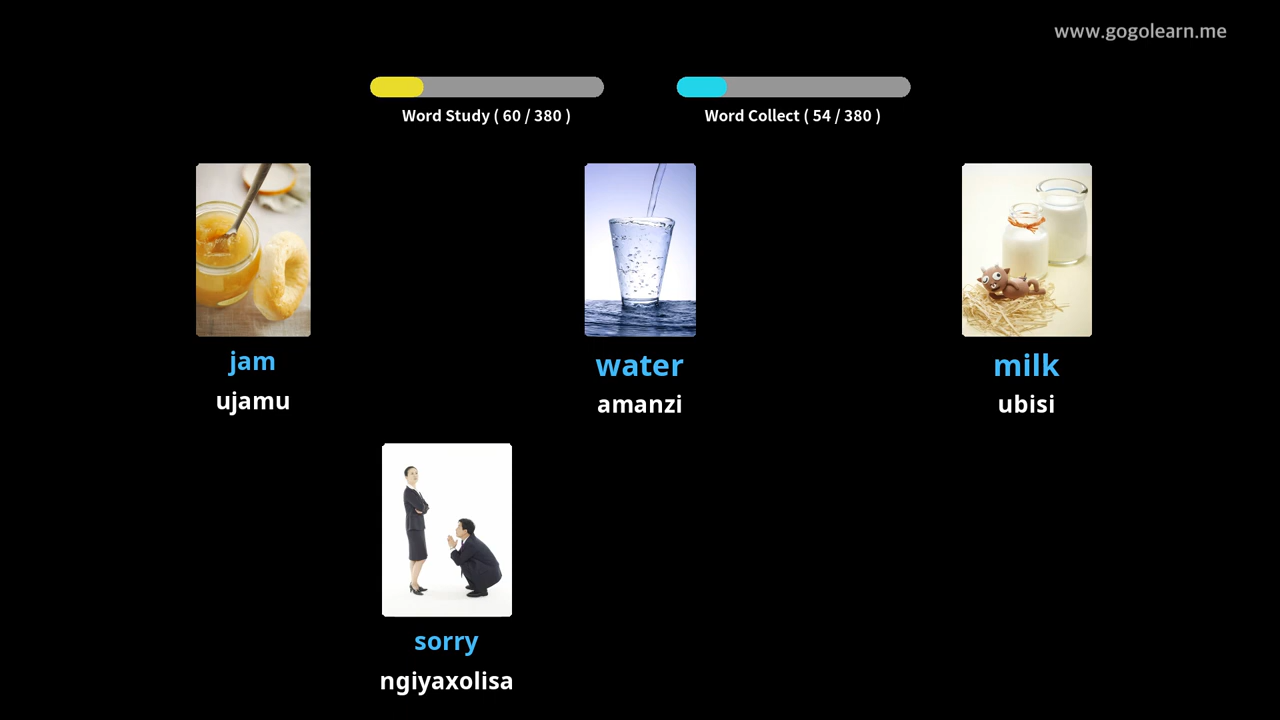 www.gogolearn.me
Word Study ( 60 / 380 )
Word Collect ( 54 / 380 )
jam
ujamu
water
amanzi
milk
ubisi
sorry
ngiyaxolisa